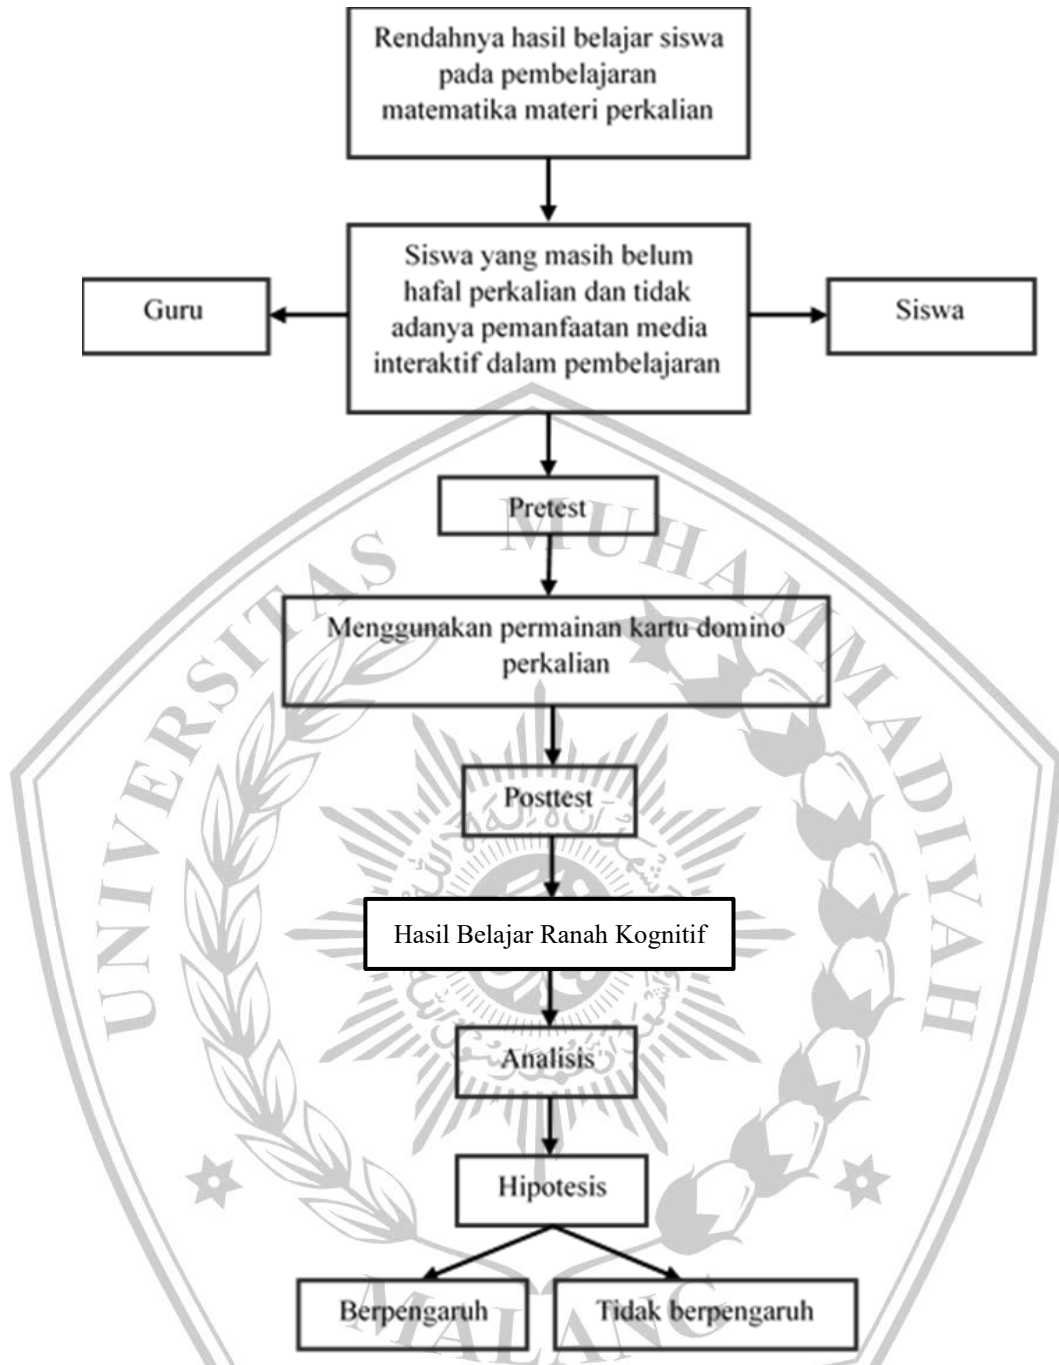 Rendahnya hasil belajar siswa
pada pembelajaran
matematika materi perkalian
Siswa yang masih belum
hafal perkalian dan tidak
adanya pemanfaatan media
interaktif dalam pembelajaran
Guru
Siswa
Pretest
Menggunakan permainan kartu domino
perkalian
Posttest
Hasil Belajar Ranah Kognitif
Analisis
Hipotesis
Berpengaruh
Tidak berpengaruh
UNIVERSITAS MUHAMMADIYAH
MALANG